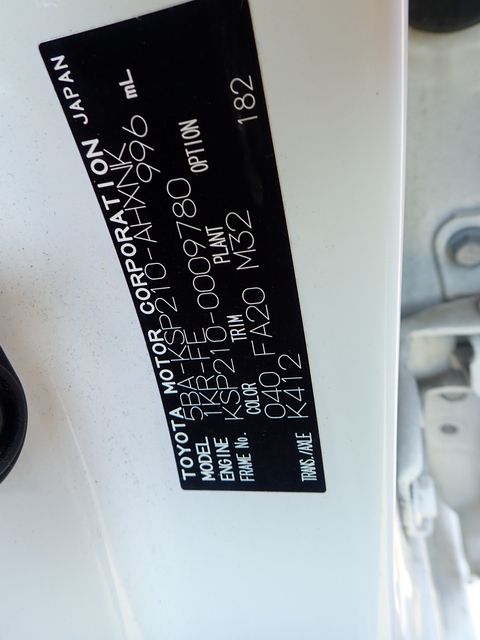 TOYOTA MOTOR CORPORATION JAPAN
MODEL 5BA-KSP210-AHXNK
ENGINE 1KR-FE 996 mL
FRAME No. KSP210-0009780
COLOR TRIM PLANT OPTION
040 FA20 M32 182
TRANS./AXLE K412